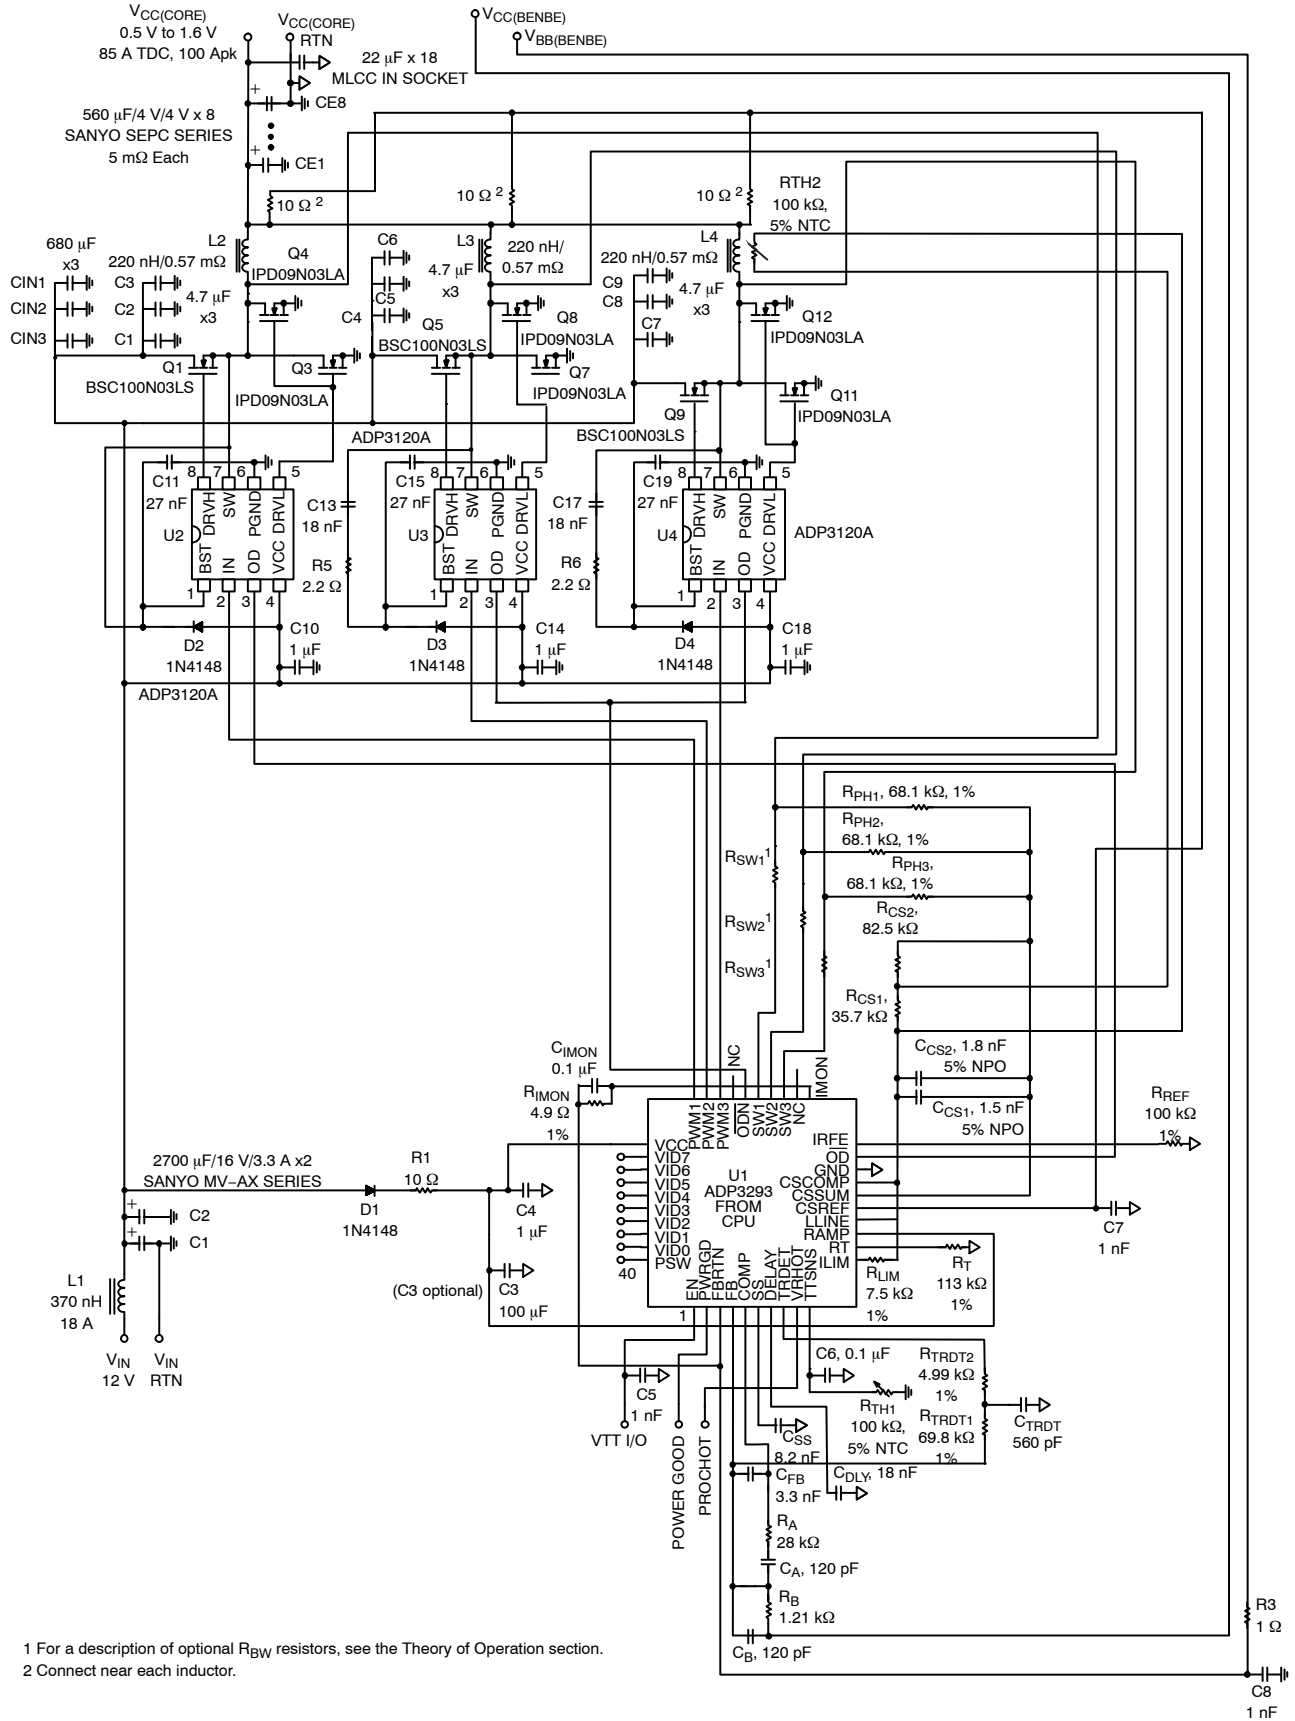 VCC(CORE)
0.5 V to 1.6 V
85 A TDC, 100 Apk
VCC(CORE)
RTN
VCC(BENBE)
VBB(BENBE)
22 μF x 18
MLCC IN SOCKET
+
CE8
560 μF/4 V/4 V x 8
SANYO SEPC SERIES
5 mΩ Each
+
CE1
10 Ω 2
10 Ω 2
10 Ω 2
RTH2
100 kΩ,
5% NTC
680 μF
x3
CIN1
CIN2
CIN3
L2
220 nH/0.57 mΩ
C3
C2
C1
4.7 μF
x3
Q4
IPD09N03LA
Q1
BSC100N03LS
Q3
IPD09N03LA
C6
C5
C4
4.7 μF
x3
L3
220 nH/
0.57 mΩ
Q5
BSC100N03LS
Q8
IPD09N03LA
Q7
IPD09N03LA
L4
220 nH/0.57 mΩ
C9
C8
C7
4.7 μF
x3
Q12
IPD09N03LA
Q9
BSC100N03LS
Q11
IPD09N03LA
ADP3120A
C11
27 nF
8
7
6
5
DRVH
SW
PGND
DRVL
U2
BST
IN
OD
VCC
1
2
3
4
D2
1N4148
C10
1 μF
ADP3120A
C13
18 nF
R5
2.2 Ω
C15
27 nF
8
7
6
5
DRVH
SW
PGND
DRVL
U3
BST
IN
OD
VCC
1
2
3
4
D3
1N4148
C14
1 μF
C17
18 nF
R6
2.2 Ω
C19
27 nF
8
7
6
5
DRVH
SW
PGND
DRVL
U4
BST
IN
OD
VCC
1
2
3
4
ADP3120A
D4
1N4148
C18
1 μF
RPH1, 68.1 kΩ, 1%
RPH2,
68.1 kΩ, 1%
RPH3,
68.1 kΩ, 1%
RSW1 1
RSW2 1
RSW3 1
RCS2,
82.5 kΩ
RCS1,
35.7 kΩ
CCS2, 1.8 nF
5% NPO
CCS1, 1.5 nF
5% NPO
CIMON
0.1 μF
RIMON
4.9 Ω
1%
NC
IMON
RREF
100 kΩ
1%
PWM1
PWM2
PWM3
ODN
SW1
SW2
SW3
NC
VCC
VID7
VID6
VID5
VID4
VID3
VID2
VID1
VID0
PSW
40
U1
ADP3293
FROM
CPU
IRFE
OD
GND
CSCOMP
CSSUM
CSREF
LLINE
RAMP
RT
ILIM
EN
PWRGD
FBRTN
FB
COMP
SS
DELAY
TRDET
VRHOT
TTSNS
1
2700 μF/16 V/3.3 A x2
SANYO MV−AX SERIES
D1
1N4148
R1
10 Ω
C4
1 μF
(C3 optional)
C3
100 μF
+
C2
+
C1
L1
370 nH
18 A
VIN
12 V
VIN
RTN
C7
1 nF
RLIM
7.5 kΩ
1%
RT
113 kΩ
1%
C5
1 nF
VTT I/O
POWER GOOD
PROCHOT
C6, 0.1 μF
RTH1
100 kΩ,
5% NTC
RTRDT2
4.99 kΩ
1%
RTRDT1
69.8 kΩ
1%
CTRDT
560 pF
CSS
8.2 nF
CDLY, 18 nF
CFB
3.3 nF
RA
28 kΩ
CA, 120 pF
RB
1.21 kΩ
CB, 120 pF
R3
1 Ω
C8
1 nF
1 For a description of optional RBW resistors, see the Theory of Operation section.
2 Connect near each inductor.